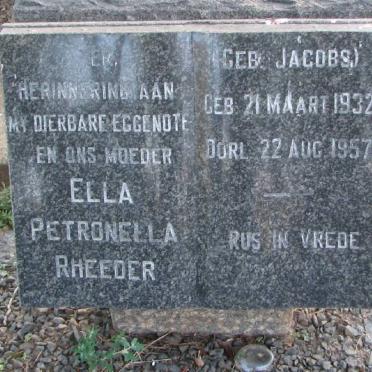 TER
HERINNERING AAN
MY DIERBARE EGGENOTE
EN ONS MOEDER
ELLA
PETRONELLA
RHEEDER
(GEB. JACOBS)
GEB. 21 MAART 1932
OORL. 22 AUG. 1957
RUS IN VREDE